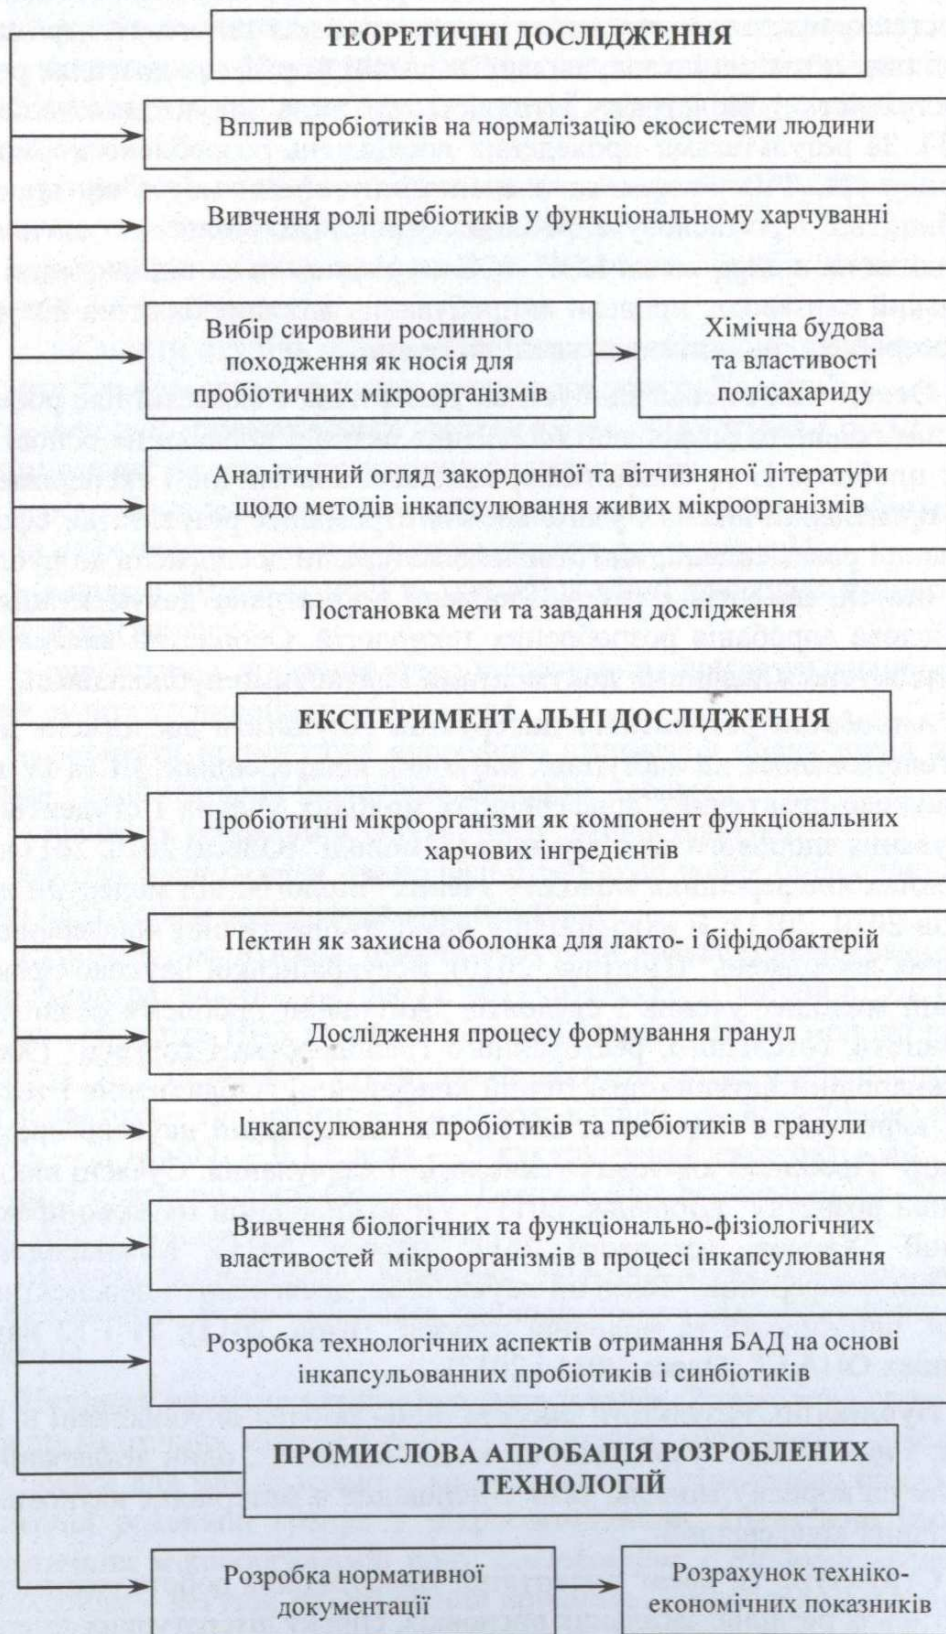 ТЕОРЕТИЧНІ ДОСЛІДЖЕННЯ
Вплив пробіотиків на нормалізацію екосистеми людини
Вивчення ролі пребіотиків у функціональному харчуванні
Вибір сировини рослинного
походження як носія для
пробіотичних мікроорганізмів
Хімічна будова
та властивості
полісахариду
Аналітичний огляд закордонної та вітчизняної літератури
щодо методів інкапсулювання живих мікроорганізмів
Постановка мети та завдання дослідження
ЕКСПЕРИМЕНТАЛЬНІ ДОСЛІДЖЕННЯ
Пробіотичні мікроорганізми як компонент функціональних
харчових інгредієнтів
Пектин як захисна оболонка для лакто- і біфідобактерій
Дослідження процесу формування гранул
Інкапсулювання пробіотиків та пребіотиків в гранули
Вивчення біологічних та функціонально-фізіологічних
властивостей мікроорганізмів в процесі інкапсулювання
Розробка технологічних аспектів отримання БАД на основі
інкапсульованних пробіотиків і синбіотиків
ПРОМИСЛОВА АПРОБАЦІЯ РОЗРОБЛЕНИХ
ТЕХНОЛОГІЙ
Розробка нормативної
документації
Розрахунок техніко-
економічних показників